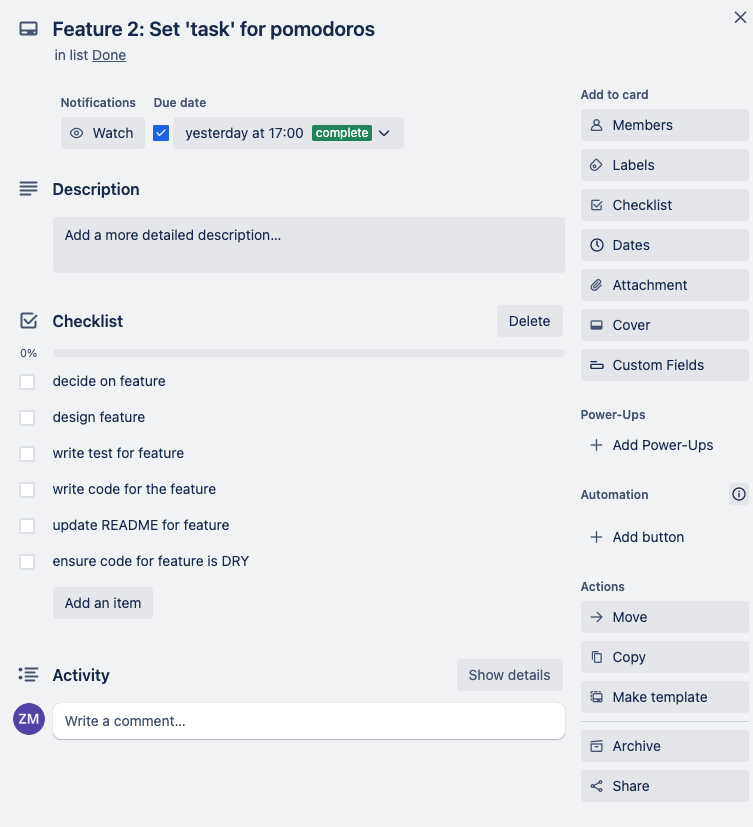 Feature 2: Set 'task' for pomodoros
in list Done
Notifications
Watch
Due date
yesterday at 17:00 complete
Description
Add a more detailed description...
Checklist
Delete
0%
decide on feature
design feature
write test for feature
write code for the feature
update README for feature
ensure code for feature is DRY
Add an item
Activity
Show details
ZM
Write a comment...
Add to card
Members
Labels
Checklist
Dates
Attachment
Cover
Custom Fields
Power-Ups
Add Power-Ups
Automation
Add button
Actions
Move
Copy
Make template
Archive
Share